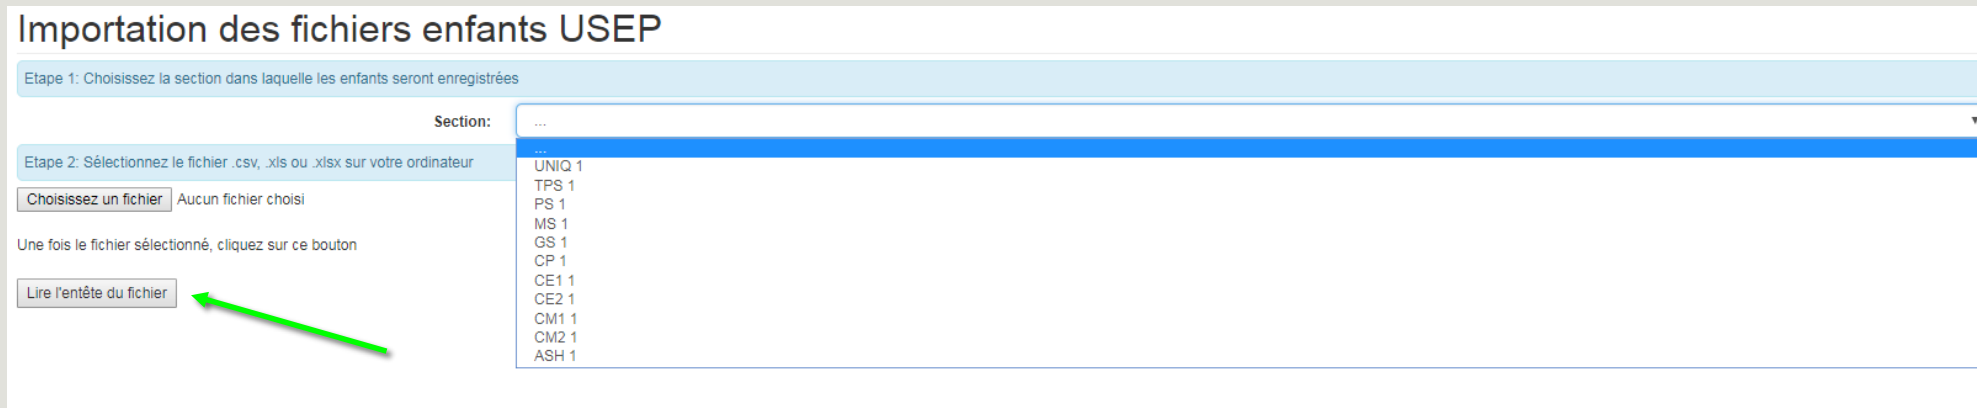 Importation des fichiers enfants USEP
Etape 1: Choisissez la section dans laquelle les enfants seront enregistrées
Section:
...
...
UNIQ 1
TPS 1
PS 1
MS 1
GS 1
CP 1
CE1 1
CE2 1
CM1 1
CM2 1
ASH 1
Etape 2: Sélectionnez le fichier .csv, .xls ou .xlsx sur votre ordinateur
Choisissez un fichier Aucun fichier choisi
Une fois le fichier sélectionné, cliquez sur ce bouton
Lire l'entête du fichier